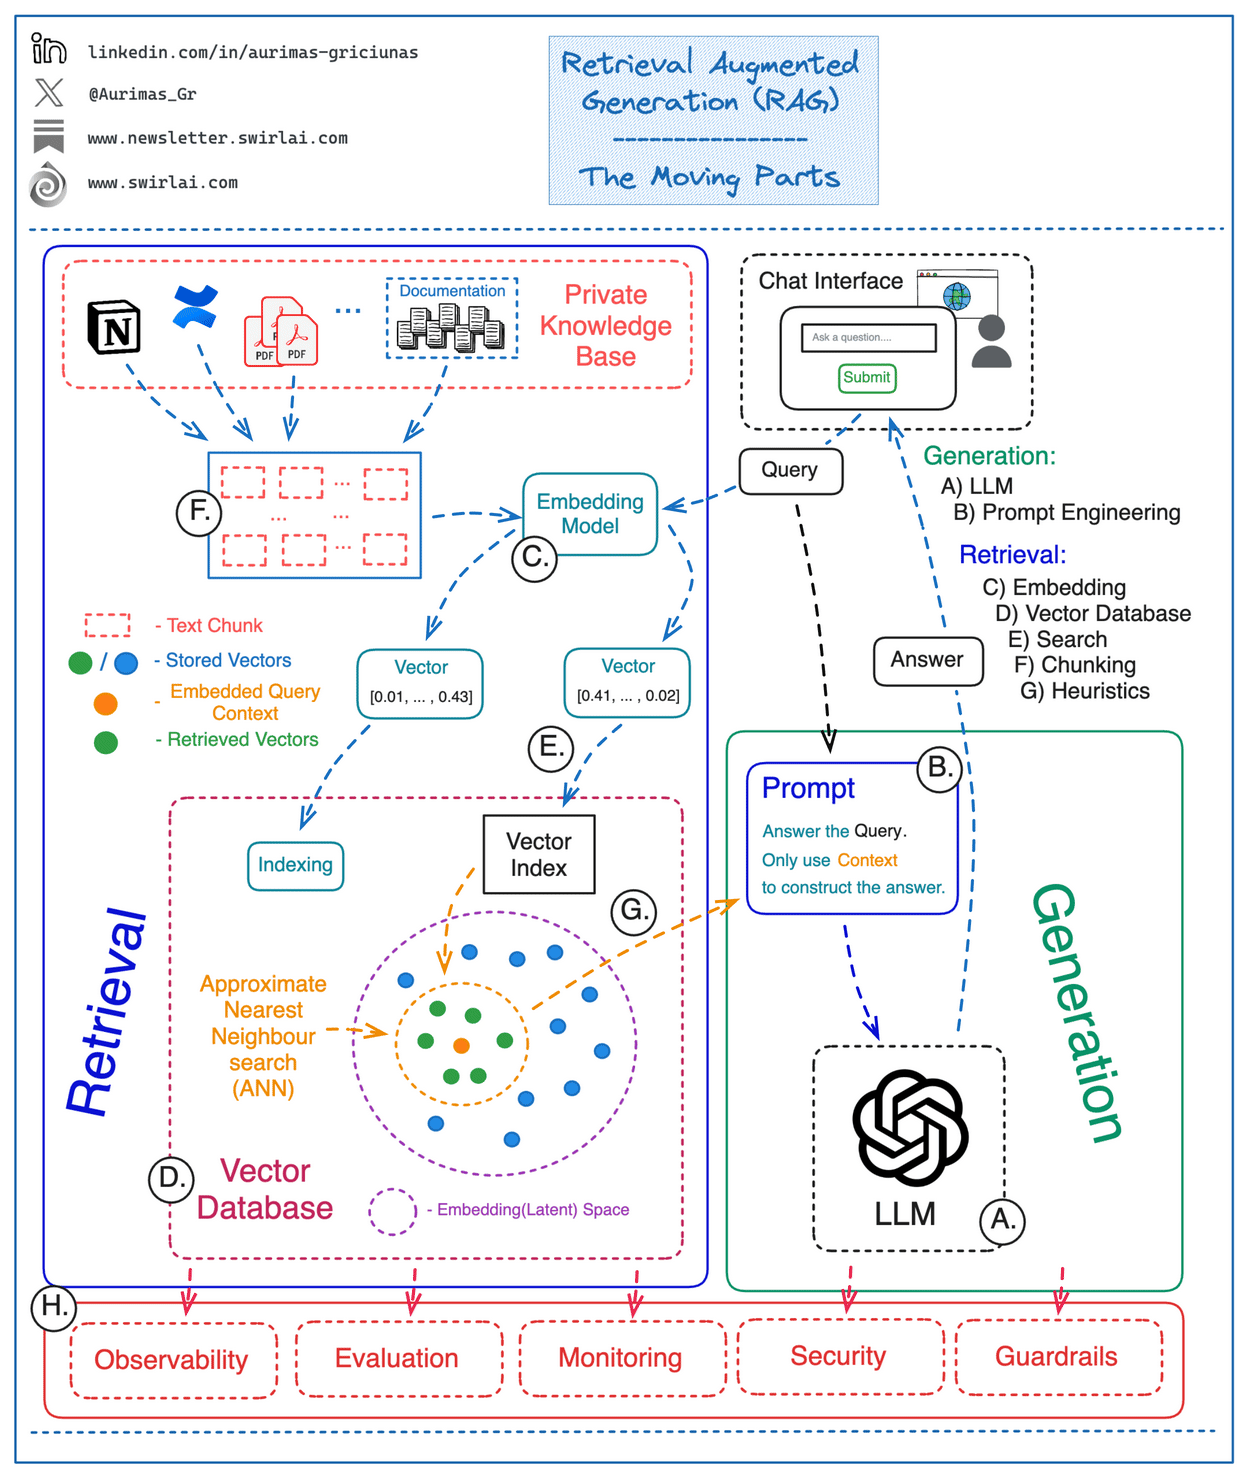 linkedin.com/in/aurimas-griciunas
@Aurimas_Gr
www.newsletter.swirlai.com
www.swirlai.com
Retrieval Augmented
Generation (RAG)
The Moving Parts
Documentation
Private
Knowledge
Base
PDF
PDF
Chat Interface
Ask a question....
Submit
Query
F.
Embedding
Model
C.
Generation:
A) LLM
B) Prompt Engineering
Retrieval:
C) Embedding
D) Vector Database
E) Search
F) Chunking
G) Heuristics
- Text Chunk
/ - Stored Vectors
- Embedded Query
Context
- Retrieved Vectors
Vector
[0.01, ... , 0.43]
Vector
[0.41, ... , 0.02]
Answer
E.
B.
Prompt
Answer the Query.
Only use Context
to construct the answer.
Indexing
Vector
Index
G.
Retrieval
Generation
Approximate
Nearest
Neighbour
search
(ANN)
D.
Vector
Database
- Embedding(Latent) Space
LLM
A.
H.
Observability
Evaluation
Monitoring
Security
Guardrails